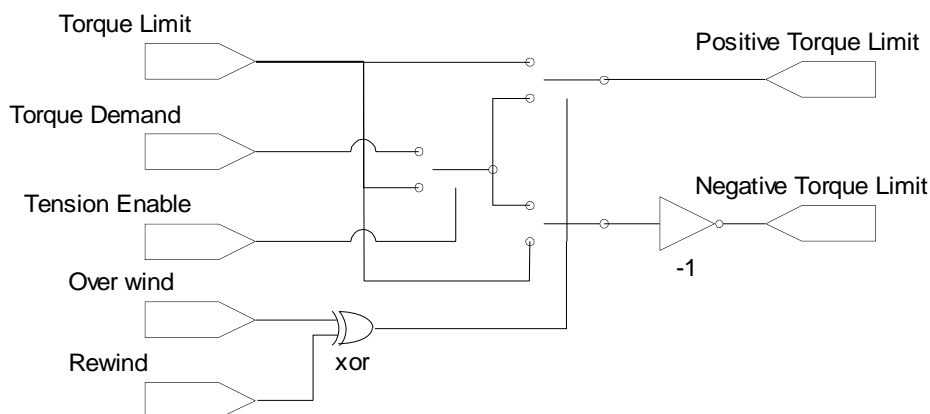 Torque Limit
Positive Torque Limit
Torque Demand
Negative Torque Limit
Tension Enable
-1
Over wind
Rewind
xor